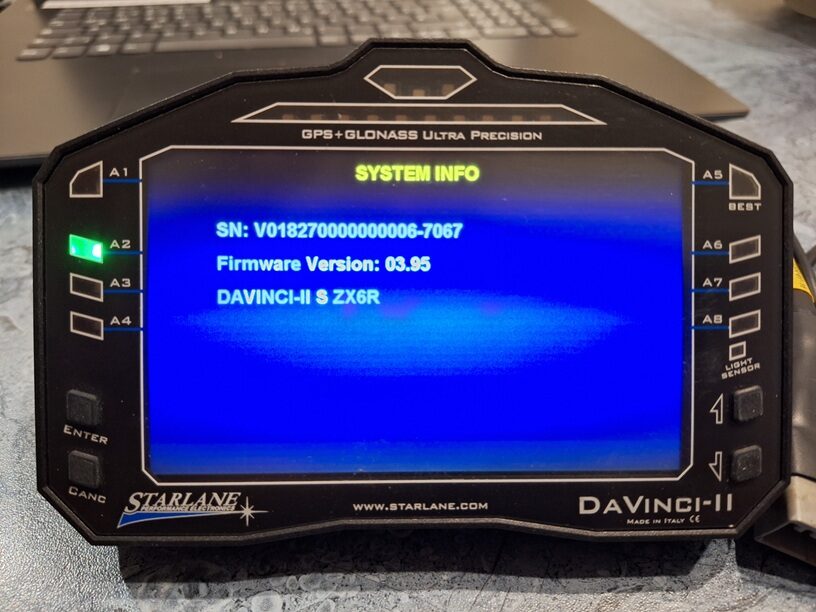 GPS+GLONASS ULTRA PRECISION
SYSTEM INFO
SN: V018270000000006-7067
Firmware Version: 03.95
DAVINCI-II S ZX6R
A1
A2
A3
A4
ENTER
CANC
A5
BEST
A6
A7
A8
LIGHT
SENSOR
STARLANE
PERFORMANCE ELECTRONICS
WWW.STARLANE.COM
DAVINCI-II
MADE IN ITALY CE